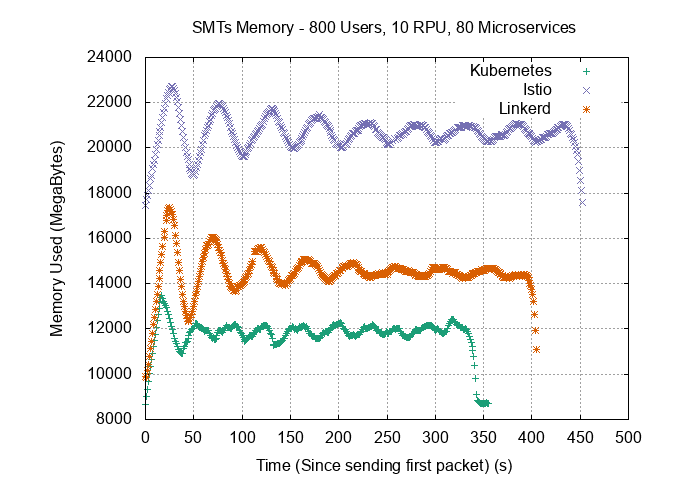 SMTs Memory - 800 Users, 10 RPU, 80 Microservices
Memory Used (MegaBytes)
24000
22000
20000
18000
16000
14000
12000
10000
8000
Kubernetes
Istio
Linkerd
0 50 100 150 200 250 300 350 400 450 500
Time (Since sending first packet) (s)